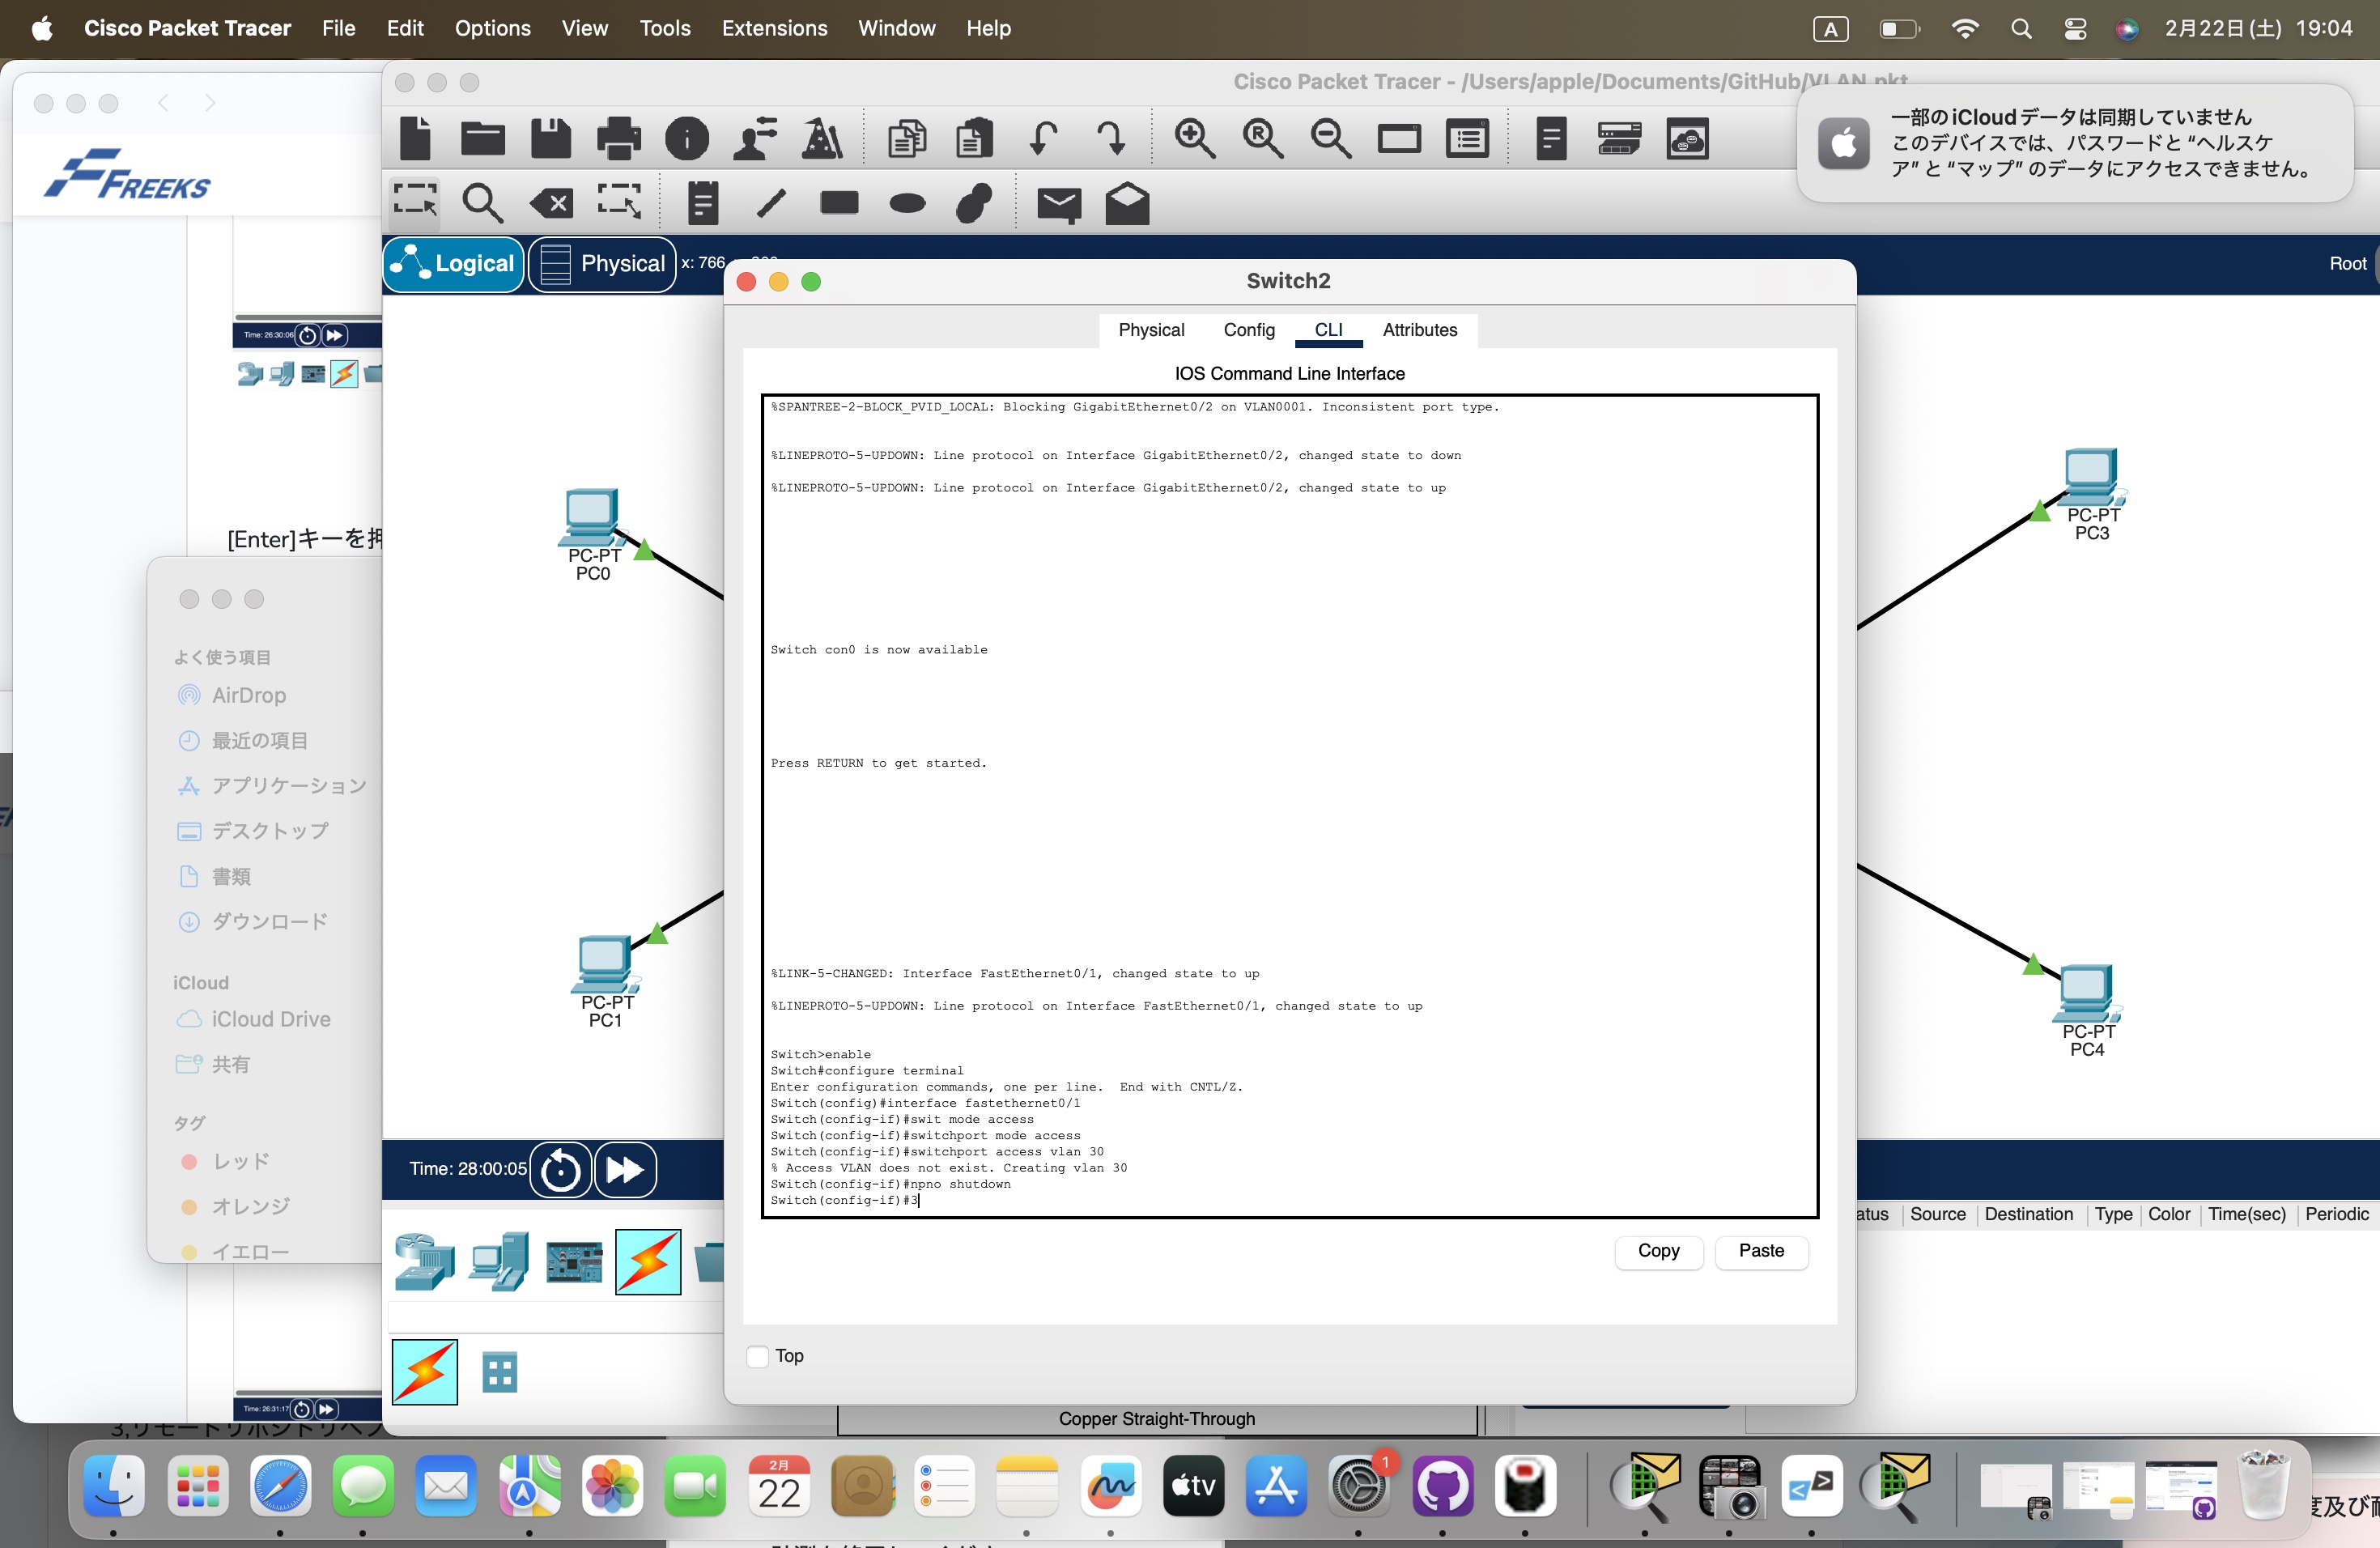 Cisco Packet Tracer File Edit Options View Tools Extensions Window Help
A 2月22日(土) 19:04
Cisco Packet Tracer - /Users/apple/Documents/GitHub/VLAN.pkt
一部のiCloudデータは同期していません
このデバイスでは、パスワードと“ヘルスケ
ア”と“マップ”のデータにアクセスできません。
FREEKS
Logical Physical x: 766
Root
Time: 26:30:06
[Enter]キーを押
よく使う項目
AirDrop
最近の項目
アプリケーション
デスクトップ
書類
ダウンロード
iCloud
iCloud Drive
共有
タグ
レッド
オレンジ
イエロー
Time: 26:31:17
3,リモートリポジトリへプ
PC-PT
PC0
PC-PT
PC1
PC-PT
PC3
PC-PT
PC4
Switch2
Physical Config CLI Attributes
IOS Command Line Interface
%SPANTREE-2-BLOCK_PVID_LOCAL: Blocking GigabitEthernet0/2 on VLAN0001. Inconsistent port type.
%LINEPROTO-5-UPDOWN: Line protocol on Interface GigabitEthernet0/2, changed state to down
%LINEPROTO-5-UPDOWN: Line protocol on Interface GigabitEthernet0/2, changed state to up
Switch con0 is now available
Press RETURN to get started.
%LINK-5-CHANGED: Interface FastEthernet0/1, changed state to up
%LINEPROTO-5-UPDOWN: Line protocol on Interface FastEthernet0/1, changed state to up
Switch>enable
Switch#configure terminal
Enter configuration commands, one per line.  End with CNTL/Z.
Switch(config)#interface fastethernet0/1
Switch(config-if)#swit mode access
Switch(config-if)#switchport mode access
Switch(config-if)#switchport access vlan 30
% Access VLAN does not exist. Creating vlan 30
Switch(config-if)#npno shutdown
Switch(config-if)#3
Copy Paste
Top
Time: 28:00:05
atus Source Destination Type Color Time(sec) Periodic
Copper Straight-Through
2月
22
tv
1
度及び